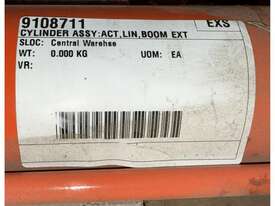 9108711 EXS
CYLINDER ASSY:ACT,LIN,BOOM EXT
SLOC: Central Warehse
WT: 0.000 KG UOM: EA
VR: